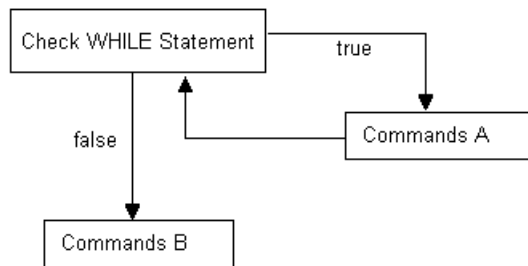 Check WHILE Statement
true
Commands A
false
Commands B